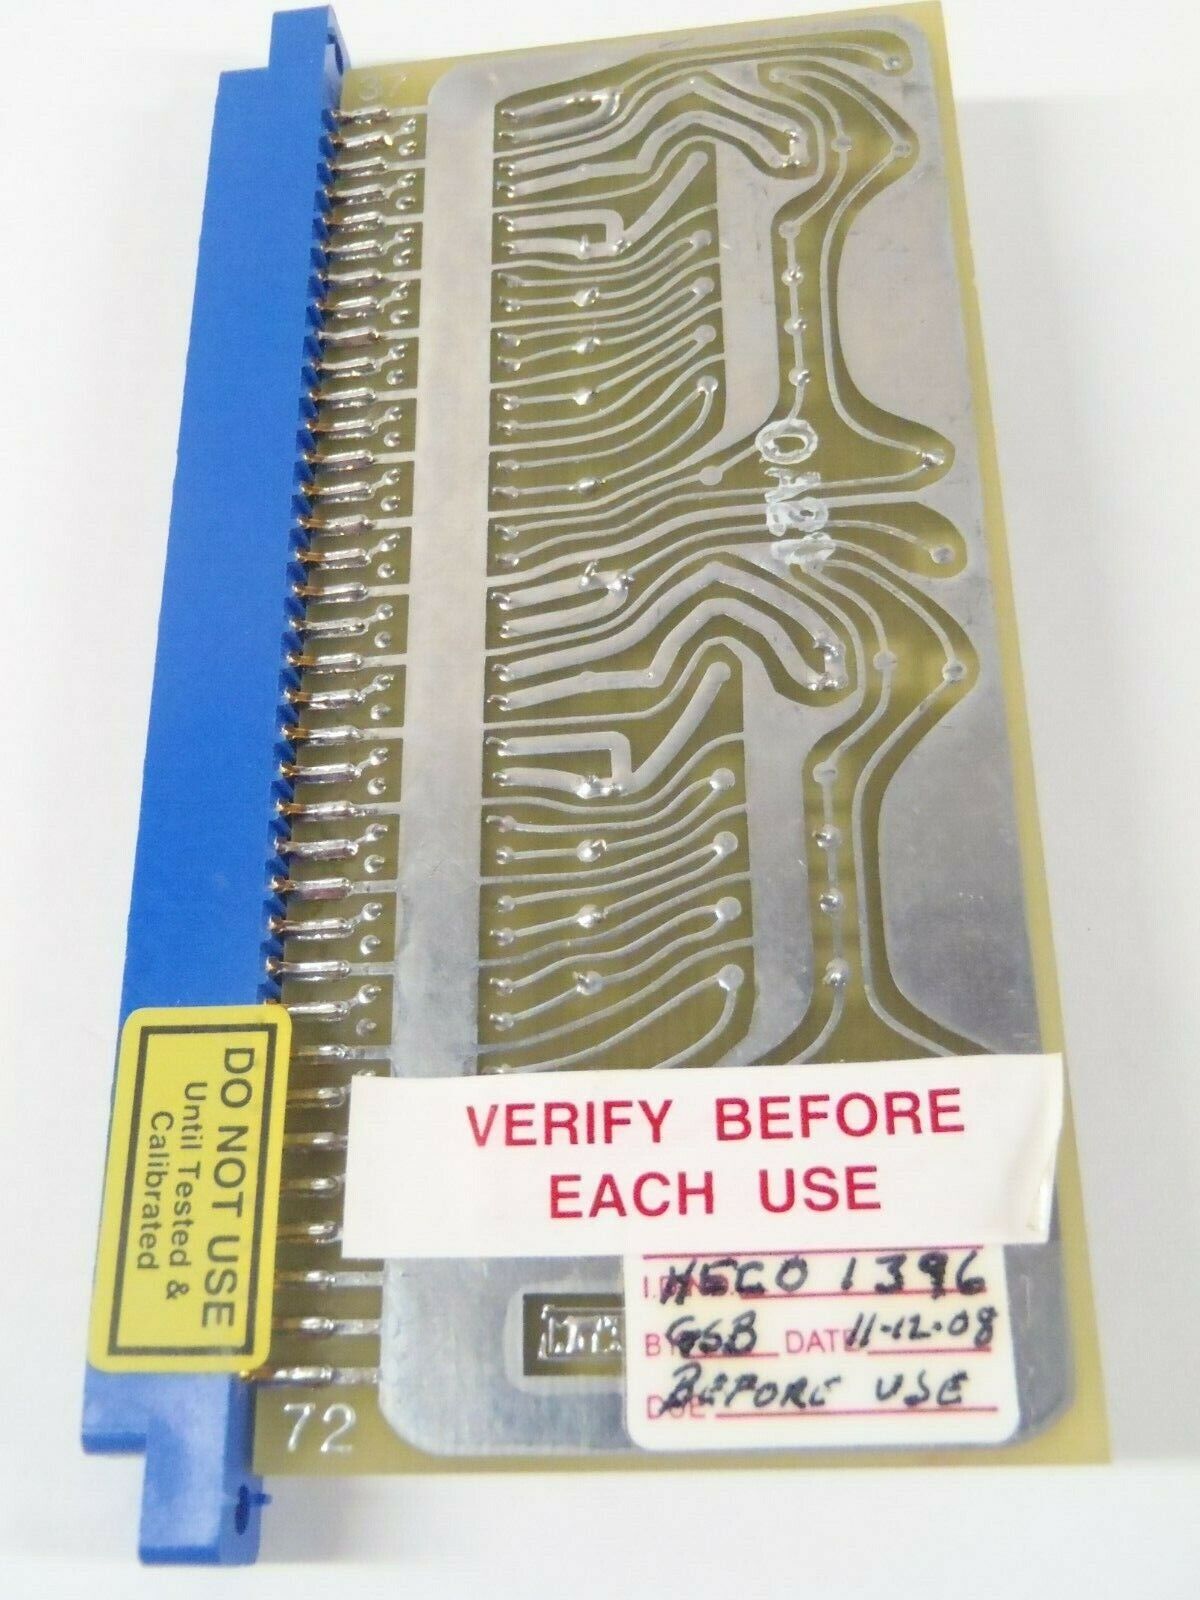 37
DO NOT USE
Until Tested &
Calibrated
VERIFY BEFORE
EACH USE
I.D. NO. HECO 1396
BY GSB DATE 11-12-08
DUE BEFORE USE
72